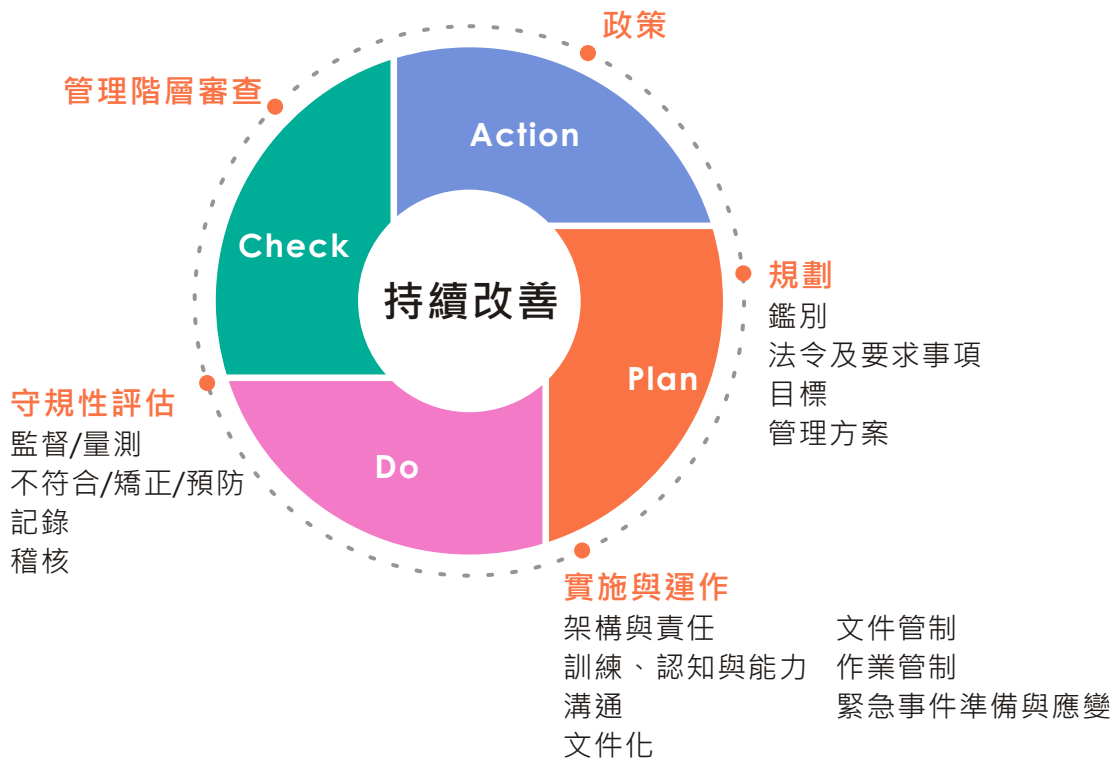 政策
管理階層審查
Action
Check
持續改善
規劃
鑑別
法令及要求事項
目標
管理方案
Plan
守規性評估
監督/量測
不符合/矯正/預防
記錄
稽核
Do
實施與運作
架構與責任
訓練、認知與能力
溝通
文件化
文件管制
作業管制
緊急事件準備與應變